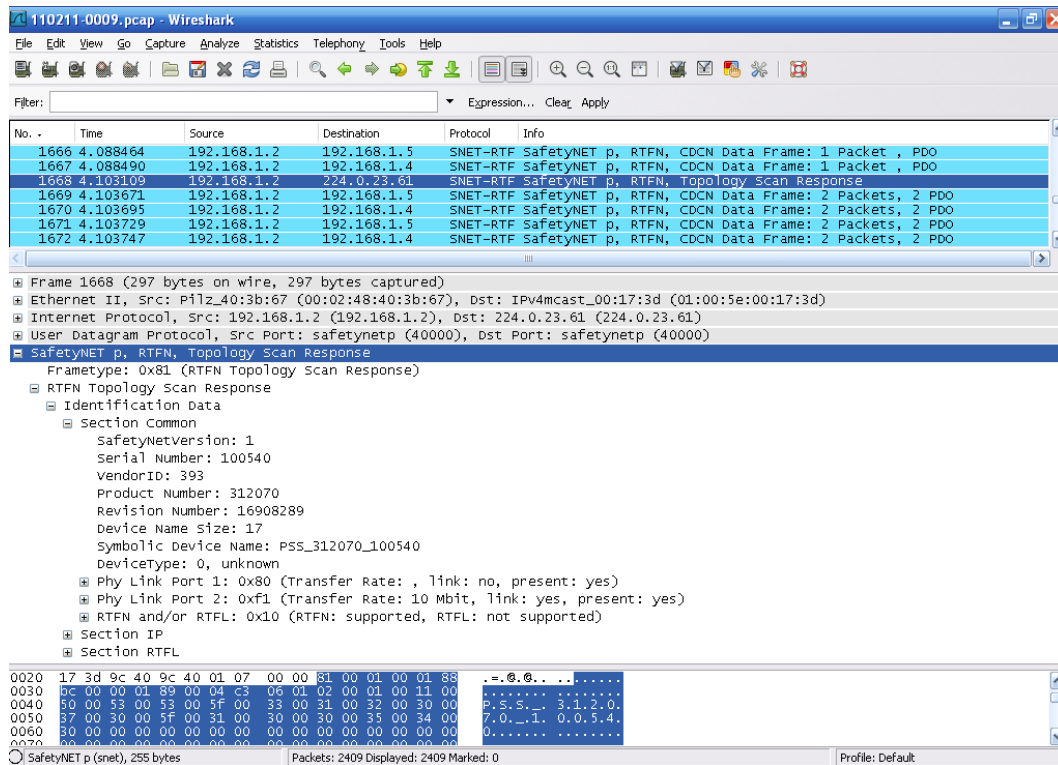 110211-0009.pcap - Wireshark
File Edit View Go Capture Analyze Statistics Telephony Tools Help
Filter: Expression... Clear Apply
No. . Time Source Destination Protocol Info
1666 4.088464 192.168.1.2 192.168.1.5 SNET-RTF SafetyNET p, RTFN, CDCN Data Frame: 1 Packet , PDO
1667 4.088490 192.168.1.2 192.168.1.4 SNET-RTF SafetyNET p, RTFN, CDCN Data Frame: 1 Packet , PDO
1668 4.103109 192.168.1.2 224.0.23.61 SNET-RTF SafetyNET p, RTFN, Topology Scan Response
1669 4.103671 192.168.1.2 192.168.1.5 SNET-RTF SafetyNET p, RTFN, CDCN Data Frame: 2 Packets, 2 PDO
1670 4.103695 192.168.1.2 192.168.1.4 SNET-RTF SafetyNET p, RTFN, CDCN Data Frame: 2 Packets, 2 PDO
1671 4.103729 192.168.1.2 192.168.1.5 SNET-RTF SafetyNET p, RTFN, CDCN Data Frame: 2 Packets, 2 PDO
1672 4.103747 192.168.1.2 192.168.1.4 SNET-RTF SafetyNET p, RTFN, CDCN Data Frame: 2 Packets, 2 PDO
Frame 1668 (297 bytes on wire, 297 bytes captured)
Ethernet II, Src: Pilz_40:3b:67 (00:02:48:40:3b:67), Dst: IPv4mcast_00:17:3d (01:00:5e:00:17:3d)
Internet Protocol, Src: 192.168.1.2 (192.168.1.2), Dst: 224.0.23.61 (224.0.23.61)
User Datagram Protocol, Src Port: safetynetp (40000), Dst Port: safetynetp (40000)
SafetyNET p, RTFN, Topology Scan Response
Frametype: 0x81 (RTFN Topology Scan Response)
RTFN Topology Scan Response
Identification Data
Section Common
SafetyNetVersion: 1
Serial Number: 100540
VendorID: 393
Product Number: 312070
Revision Number: 16908289
Device Name Size: 17
Symbolic Device Name: PSS_312070_100540
DeviceType: 0, unknown
Phy Link Port 1: 0x80 (Transfer Rate: , link: no, present: yes)
Phy Link Port 2: 0xf1 (Transfer Rate: 10 Mbit, link: yes, present: yes)
RTFN and/or RTFL: 0x10 (RTFN: supported, RTFL: not supported)
Section IP
Section RTFL
0020 17 3d 9c 40 9c 40 01 07 00 00 81 00 01 00 01 88 .=.@.@.. ........
0030 bc 00 00 01 89 00 04 c3 06 01 02 00 01 00 11 00 ........ ........
0040 50 00 53 00 53 00 5f 00 33 00 31 00 32 00 30 00 P.S.S._. 3.1.2.0.
0050 37 00 30 00 5f 00 31 00 30 00 30 00 35 00 34 00 7.0._.1. 0.0.5.4.
0060 30 00 00 00 00 00 00 00 00 00 00 00 00 00 00 00 0....... ........
0070 00 00 00 00 00 00 00 00 00 00 00 00 00 00 00 00
SafetyNET p (snet), 255 bytes Packets: 2409 Displayed: 2409 Marked: 0 Profile: Default